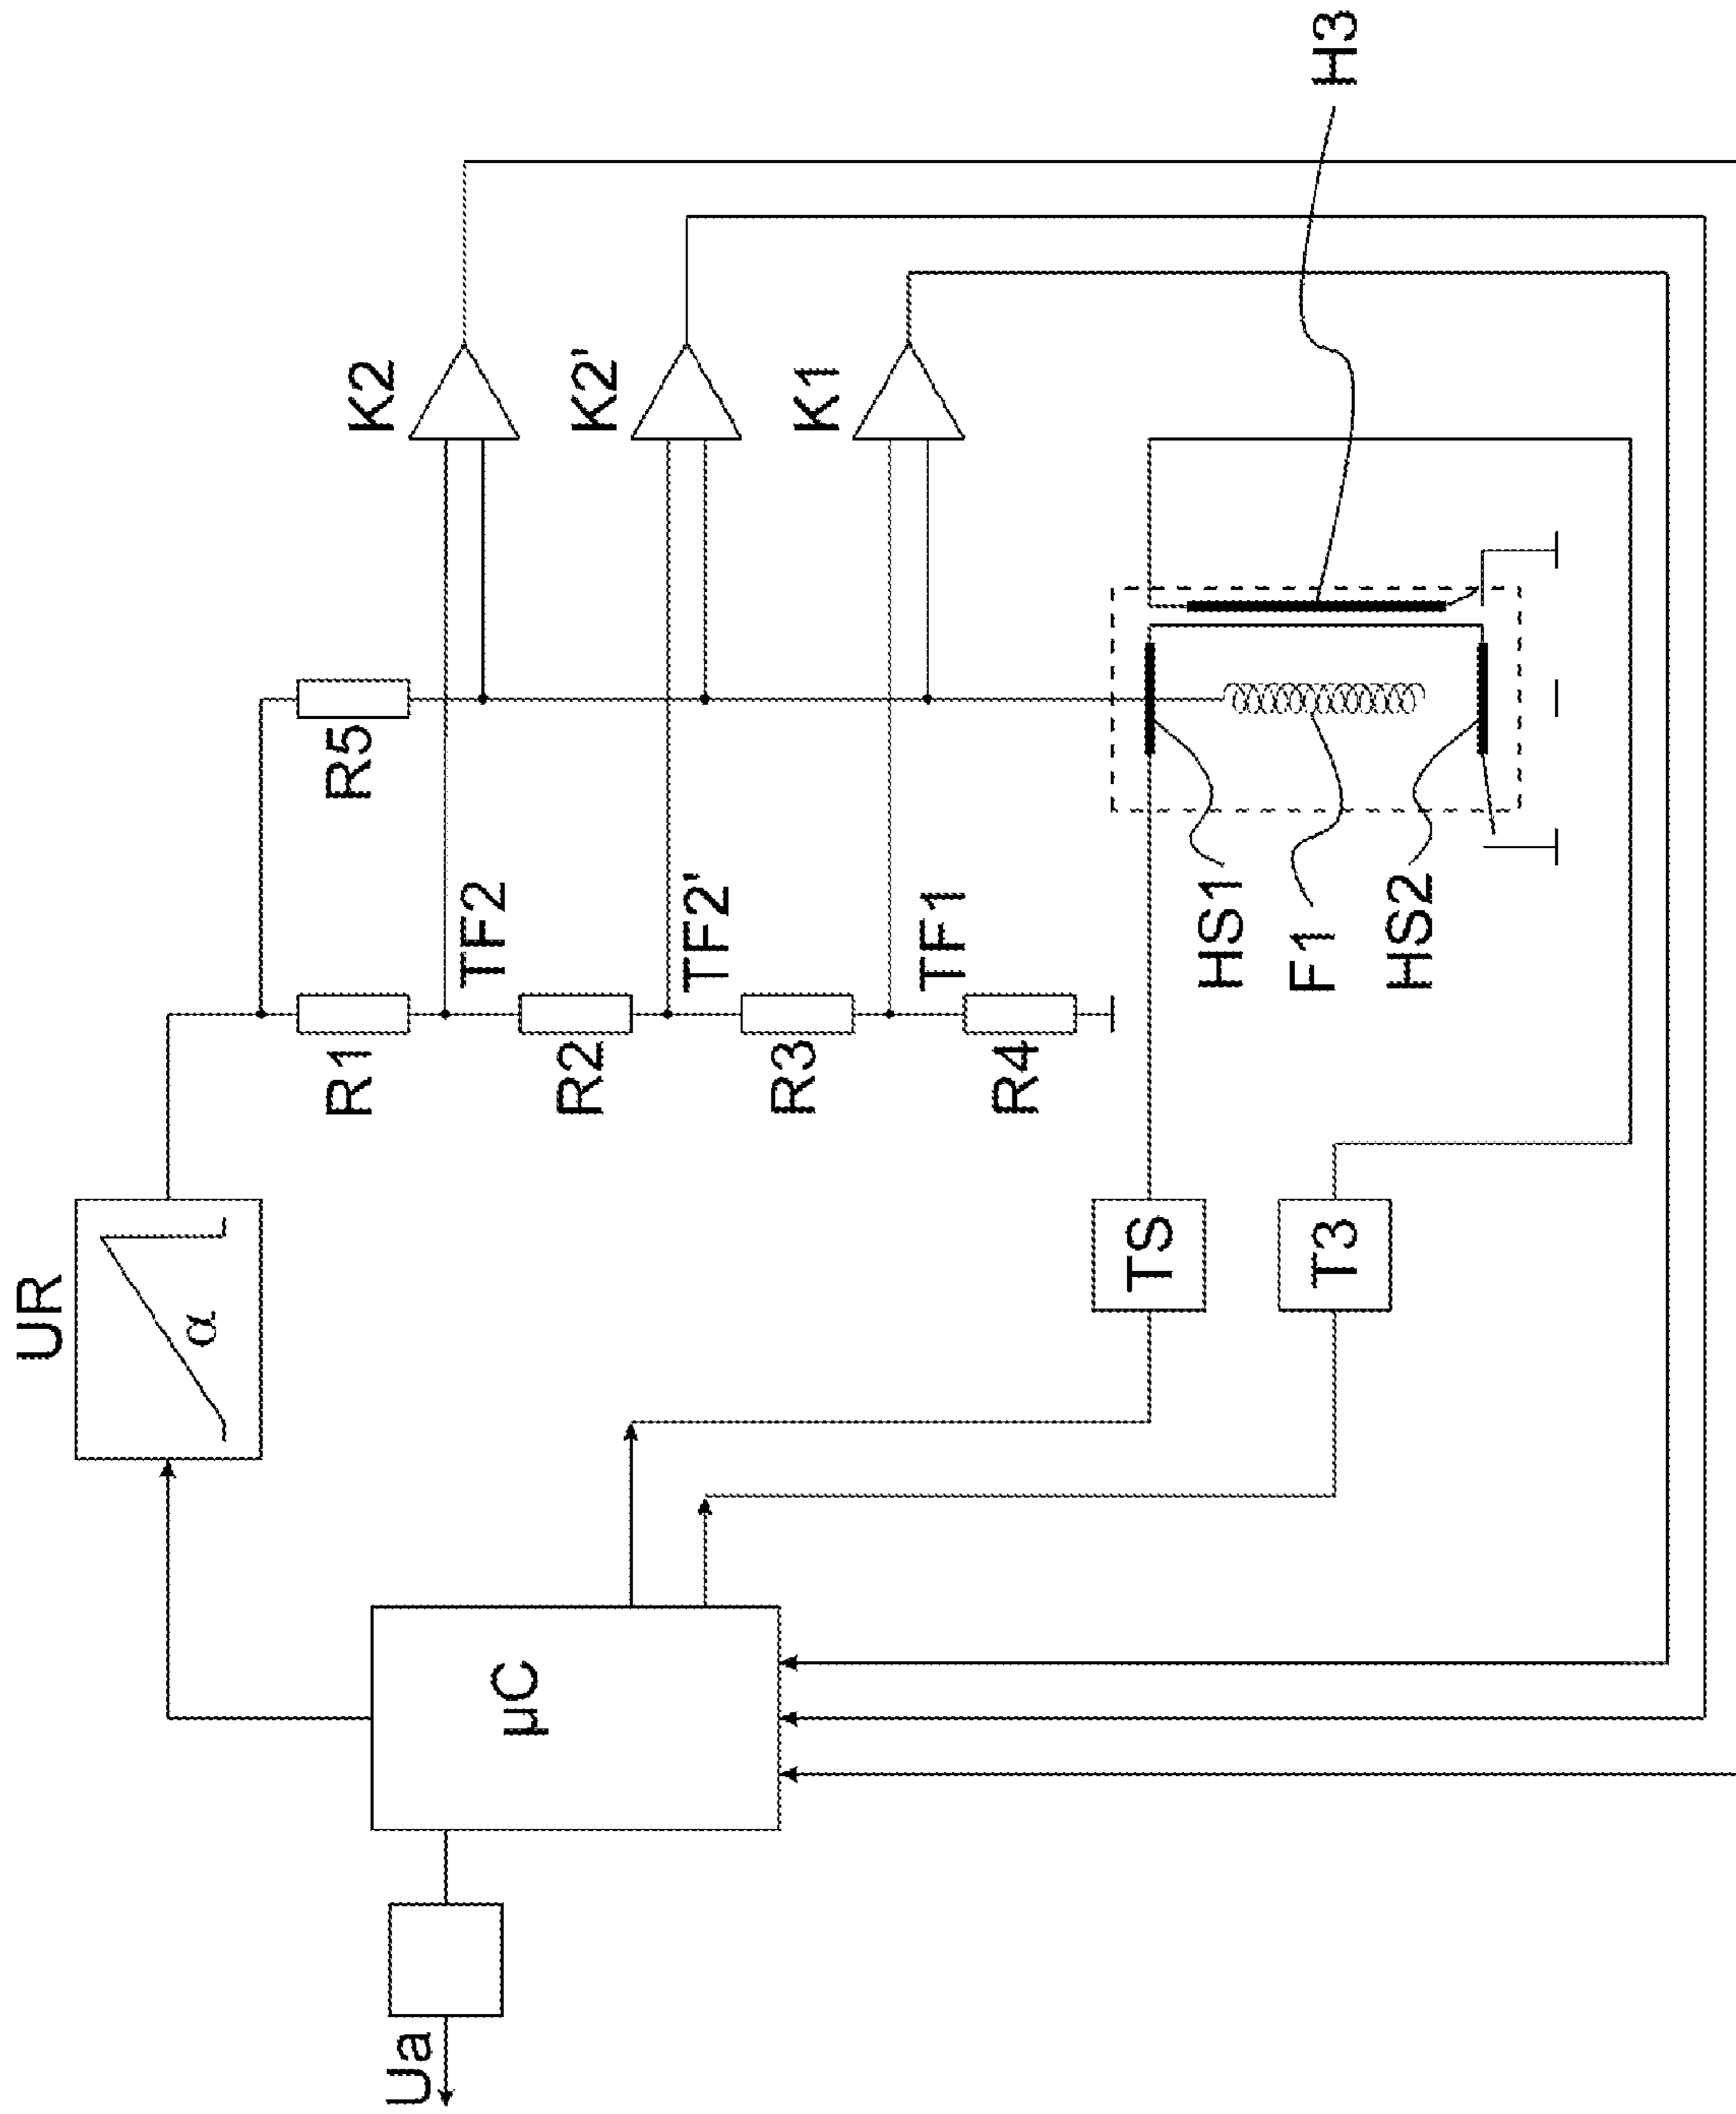 UR
α
R5
K2
K2'
K1
R1
TF2
R2
TF2'
R3
TF1
R4
H3
HS1
F1
HS2
TS
T3
µC
Ua